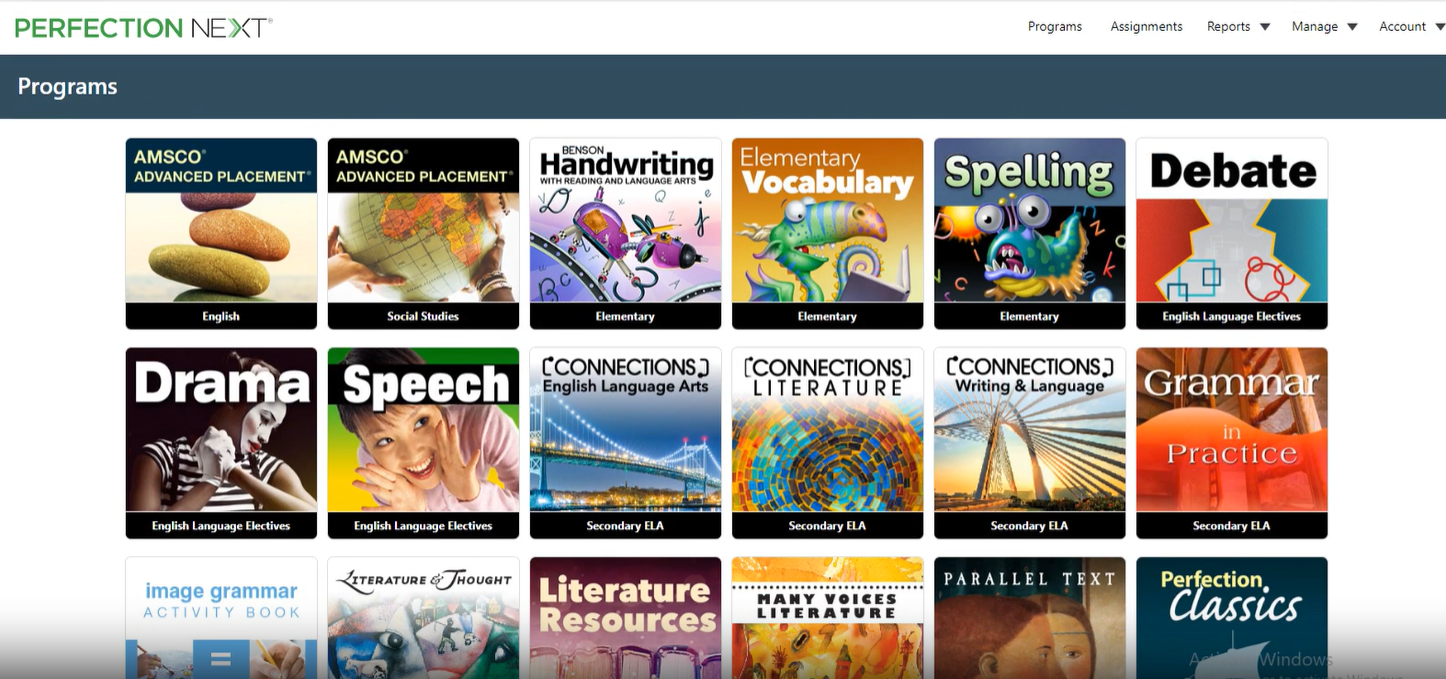 PERFECTION NEXT®
Programs Assignments Reports Manage Account
Programs
AMSCO®
ADVANCED PLACEMENT®
English
AMSCO®
ADVANCED PLACEMENT®
Social Studies
BENSON
Handwriting
WITH READING AND LANGUAGE ARTS
Elementary
Elementary
Vocabulary
Elementary
Spelling
Elementary
Debate
English Language Electives
Drama
English Language Electives
Speech
English Language Electives
[CONNECTIONS]
English Language Arts
Secondary ELA
[CONNECTIONS]
LITERATURE
Secondary ELA
[CONNECTIONS]
Writing & Language
Secondary ELA
Grammar
in
Practice
Secondary ELA
image grammar
ACTIVITY BOOK
=
LITERATURE & THOUGHT
Literature
Resources
MANY VOICES
LITERATURE
PARALLEL TEXT
Perfection
Classics
Windows